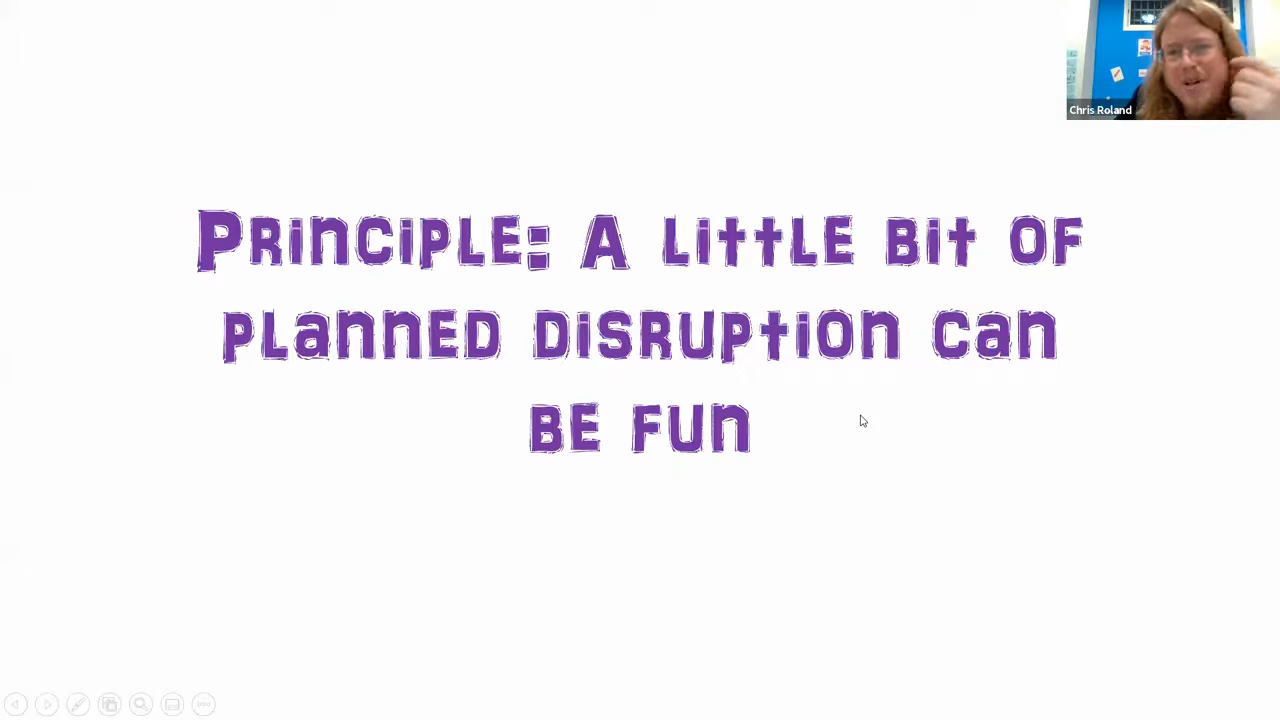 Chris Roland
Principle: A little bit of
planned disruption can
be fun